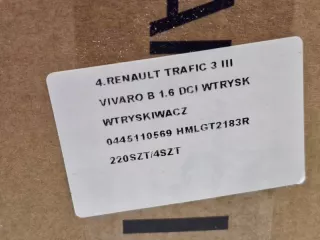 4.RENAULT TRAFIC 3 III
VIVARO B 1.6 DCI WTRYSK
WTRYSKIWACZ
0445110569 HMLGT2183R
220SZT/4SZT